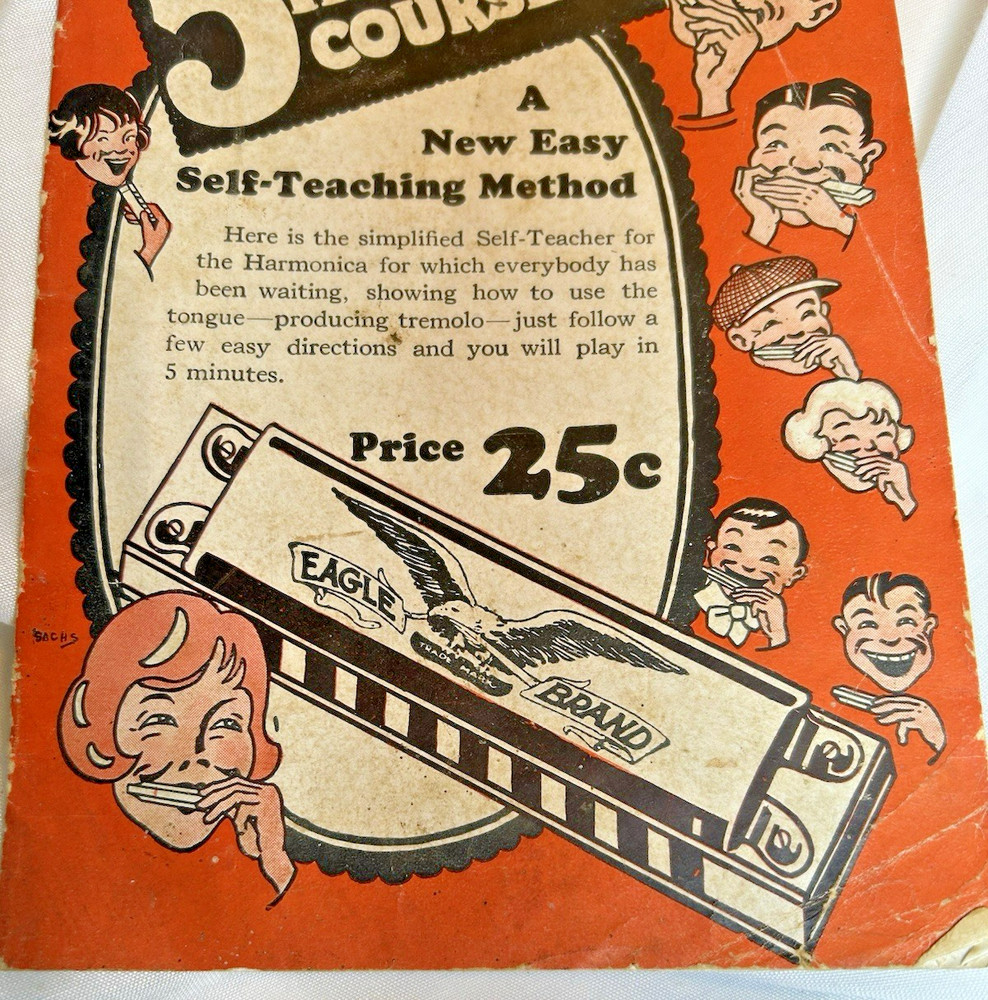 5
COURSE
A
New Easy
Self-Teaching Method
Here is the simplified Self-Teacher for
the Harmonica for which everybody has
been waiting, showing how to use the
tongue—producing tremolo—just follow a
few easy directions and you will play in
5 minutes.
Price 25c
EAGLE
TRADE MARK
BRAND
SACHS